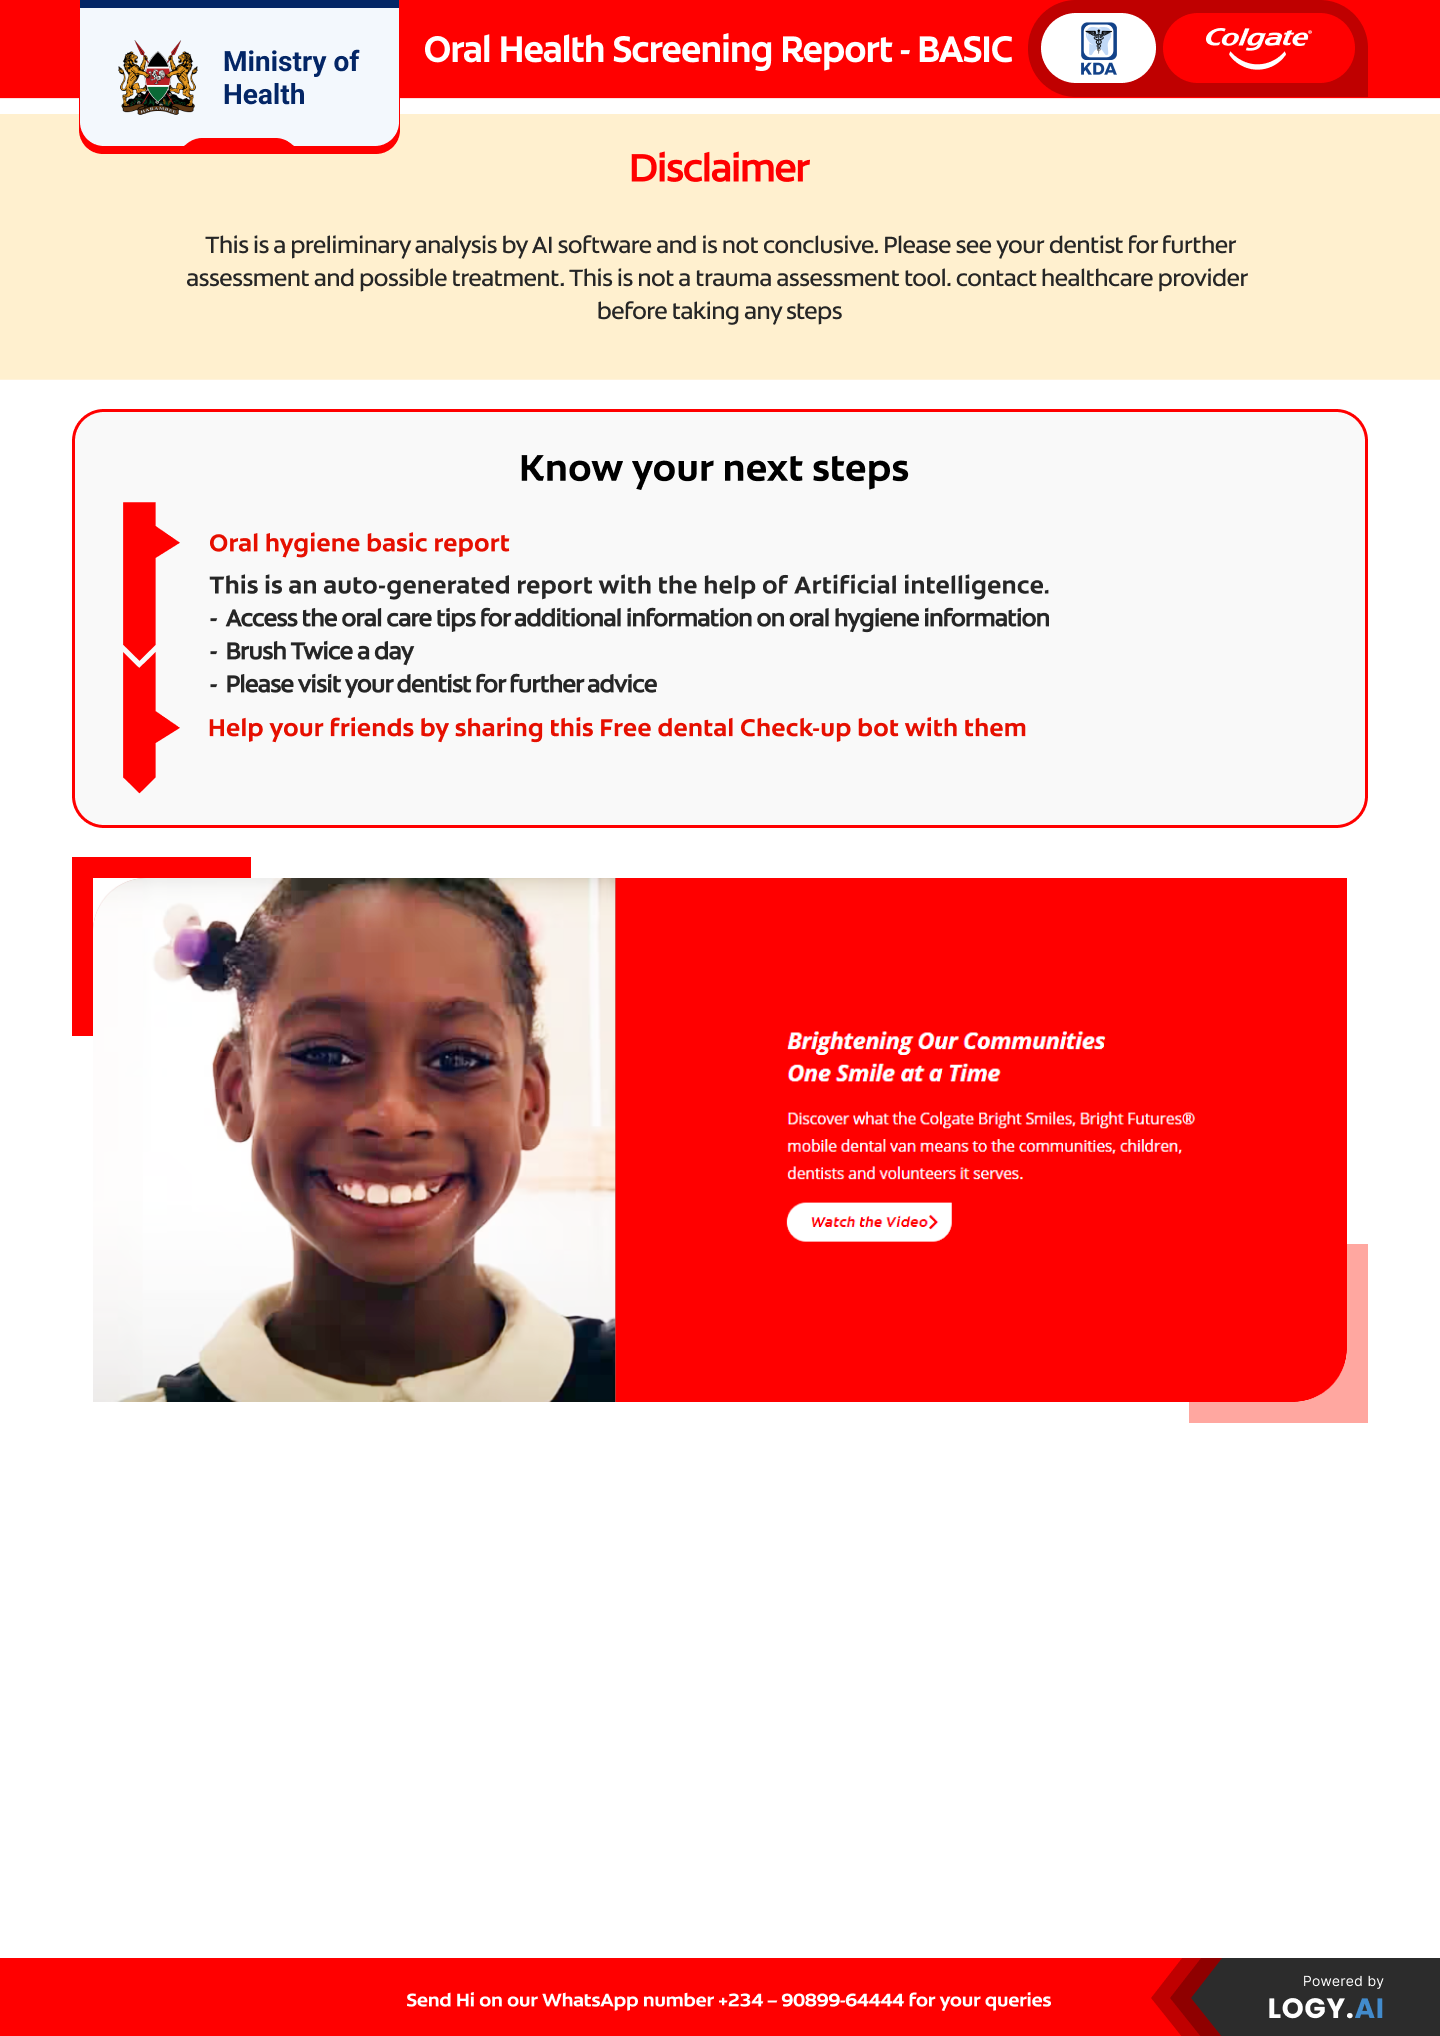 Ministry of
Health
Oral Health Screening Report - BASIC
KDA
Colgate
Disclaimer
This is a preliminary analysis by AI software and is not conclusive. Please see your dentist for further
assessment and possible treatment. This is not a trauma assessment tool. contact healthcare provider
before taking any steps
Know your next steps
Oral hygiene basic report
This is an auto-generated report with the help of Artificial intelligence.
- Access the oral care tips for additional information on oral hygiene information
- Brush Twice a day
- Please visit your dentist for further advice
Help your friends by sharing this Free dental Check-up bot with them
Brightening Our Communities
One Smile at a Time
Discover what the Colgate Bright Smiles, Bright Futures®
mobile dental van means to the communities, children,
dentists and volunteers it serves.
Watch the Video
Send Hi on our WhatsApp number +234 – 90899-64444 for your queries
Powered by
LOGY.AI